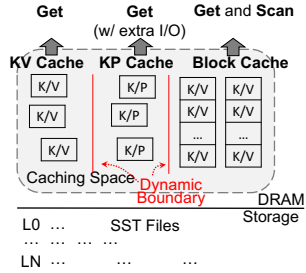 Get Get Get and Scan
(w/ extra I/O)
KV Cache KP Cache Block Cache
K/V K/P K/V K/V
K/V K/V
K/V K/P ... ...
K/V K/P K/V K/V
Caching Space Dynamic
Boundary
DRAM
Storage
L0 ... SST Files
... ... ... ...
LN ... ... ...